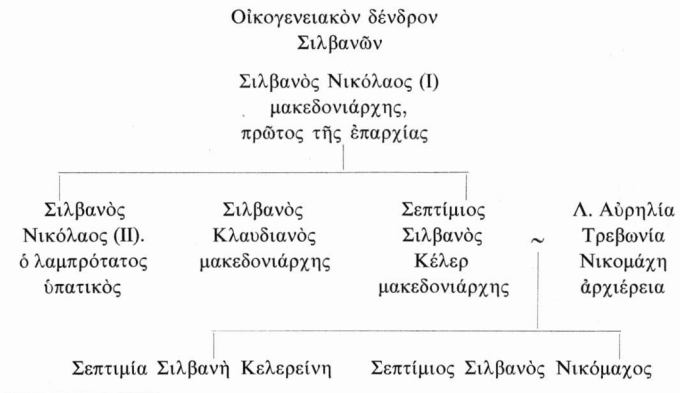 Οἰκογενειακὸν δένδρον
Σιλβανῶν
Σιλβανὸς Νικόλαος (Ι)
μακεδονιάρχης,
πρῶτος τῆς ἐπαρχίας
Σιλβανὸς Σιλβανὸς Σεπτίμιος Λ. Αὐρηλία
Νικόλαος (ΙΙ). Κλαυδιανὸς Σιλβανὸς ~ Τρεβωνία
ὁ λαμπρότατος μακεδονιάρχης Κέλερ Νικομάχη
ὑπατικὸς μακεδονιάρχης ἀρχιέρεια
Σεπτιμία Σιλβανὴ Κελερείνη Σεπτίμιος Σιλβανὸς Νικόμαχος